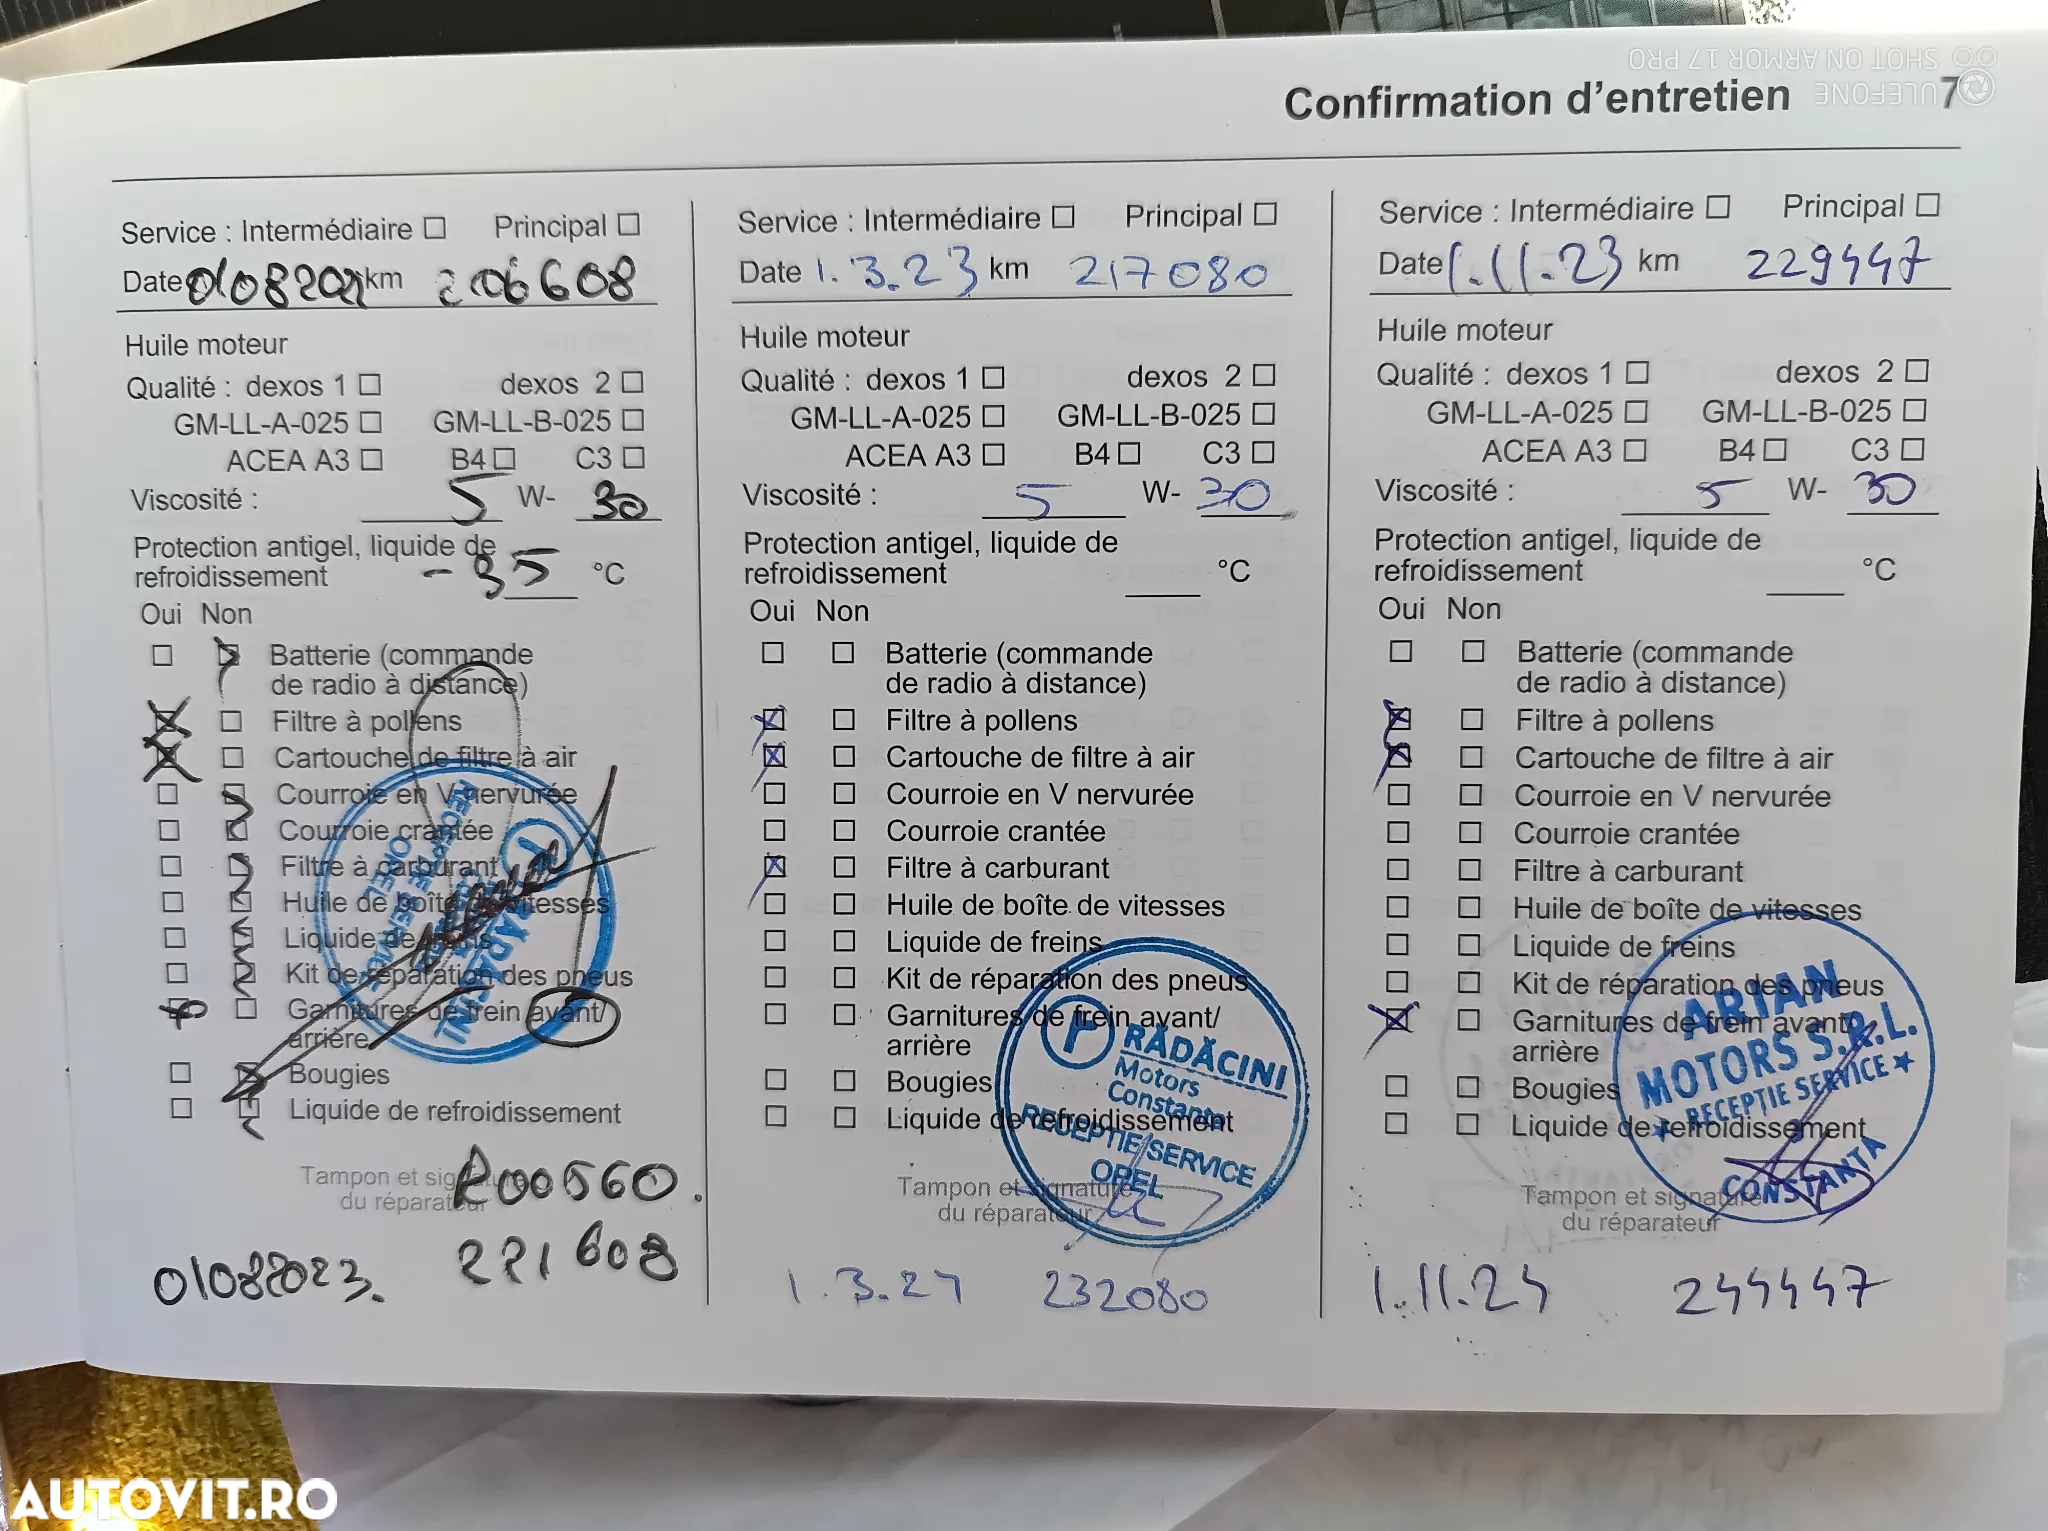 SHOT ON ARMOR 17 PRO
ULEFONE
Confirmation d'entretien 7
Service : Intermédiaire ☐ Principal ☐
Date km 206608
Huile moteur
Qualité : dexos 1 ☐ dexos 2 ☐
GM-LL-A-025 ☐ GM-LL-B-025 ☐
ACEA A3 ☐ B4 ☐ C3 ☐
Viscosité : 5 W- 30
Protection antigel, liquide de
refroidissement -35 °C
Oui Non
Batterie (commande
de radio à distance)
Filtre à pollens
Cartouche de filtre à air
Courroie en V nervurée
Courroie crantée
Filtre à carburant
Huile de boîte de vitesses
Liquide de freins
Kit de réparation des pneus
Garnitures de frein avant/
arrière
Bougies
Liquide de refroidissement
RĂDĂCINI
RECEPTIE SERVICE
OPEL
Tampon et signature
du réparateur
R00560.
221608
01082023.
Service : Intermédiaire ☐ Principal ☐
Date 1.3.23 km 217080
Huile moteur
Qualité : dexos 1 ☐ dexos 2 ☐
GM-LL-A-025 ☐ GM-LL-B-025 ☐
ACEA A3 ☐ B4 ☐ C3 ☐
Viscosité : 5 W- 30
Protection antigel, liquide de
refroidissement °C
Oui Non
Batterie (commande
de radio à distance)
Filtre à pollens
Cartouche de filtre à air
Courroie en V nervurée
Courroie crantée
Filtre à carburant
Huile de boîte de vitesses
Liquide de freins
Kit de réparation des pneus
Garnitures de frein avant/
arrière
Bougies
Liquide de refroidissement
RĂDĂCINI
Motors
Constanta
RECEPTIE SERVICE
OPEL
Tampon et signature
du réparateur
1.3.24 232080
Service : Intermédiaire ☐ Principal ☐
Date 1.11.23 km 229447
Huile moteur
Qualité : dexos 1 ☐ dexos 2 ☐
GM-LL-A-025 ☐ GM-LL-B-025 ☐
ACEA A3 ☐ B4 ☐ C3 ☐
Viscosité : 5 W- 30
Protection antigel, liquide de
refroidissement °C
Oui Non
Batterie (commande
de radio à distance)
Filtre à pollens
Cartouche de filtre à air
Courroie en V nervurée
Courroie crantée
Filtre à carburant
Huile de boîte de vitesses
Liquide de freins
Kit de réparation des pneus
Garnitures de frein avant/
arrière
Bougies
Liquide de refroidissement
ARIAN
MOTORS S.R.L.
★ RECEPTIE SERVICE ★
CONSTANTA
Tampon et signature
du réparateur
1.11.24 244447
AUTOVIT.RO